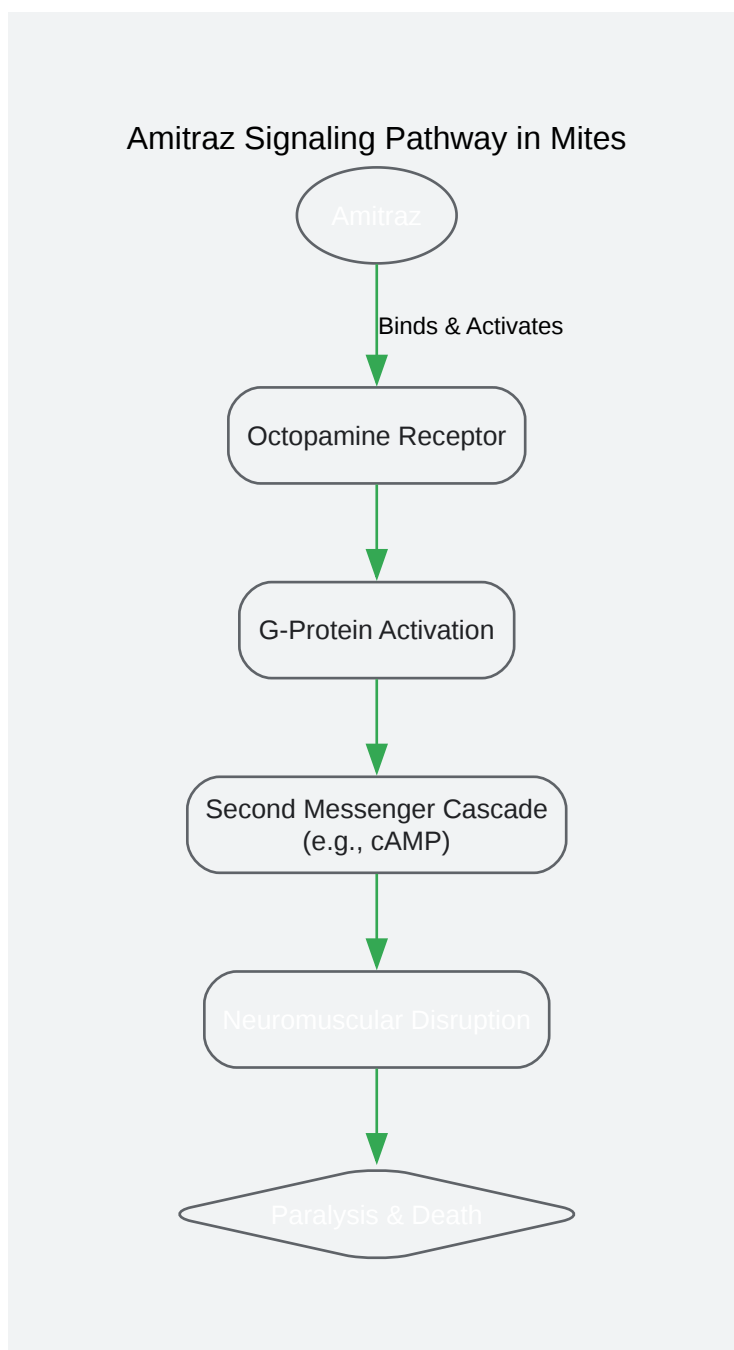 Amitraz Signaling Pathway in Mites
Amitraz
Binds & Activates
Octopamine Receptor
G-Protein Activation
Second Messenger Cascade
(e.g., cAMP)
Neuromuscular Disruption
Paralysis & Death